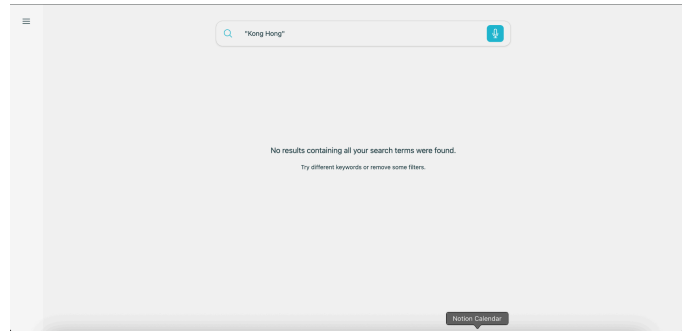 "Kong Hong"
No results containing all your search terms were found.
Try different keywords or remove some filters.
Notion Calendar